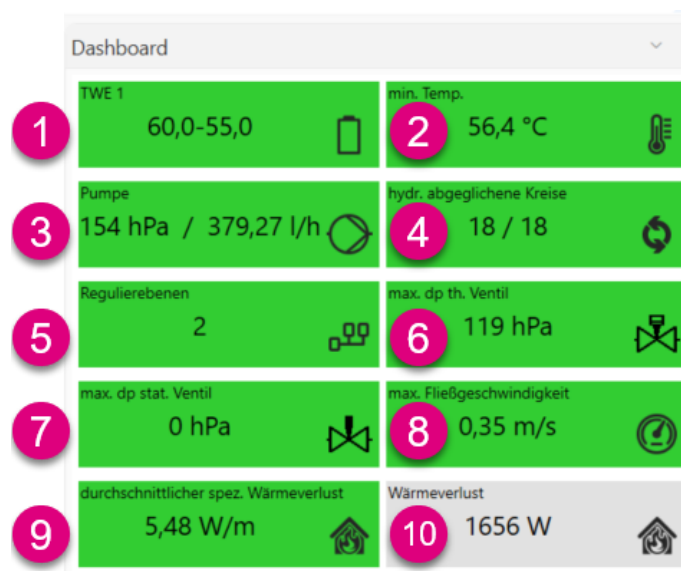 Dashboard
TWE 1
1
60,0-55,0
min. Temp.
2
56,4 °C
Pumpe
3
154 hPa / 379,27 l/h
hydr. abgeglichene Kreise
4
18 / 18
Regulierebenen
5
2
max. dp th. Ventil
6
119 hPa
max. dp stat. Ventil
7
0 hPa
max. Fließgeschwindigkeit
8
0,35 m/s
durchschnittlicher spez. Wärmeverlust
9
5,48 W/m
Wärmeverlust
10
1656 W